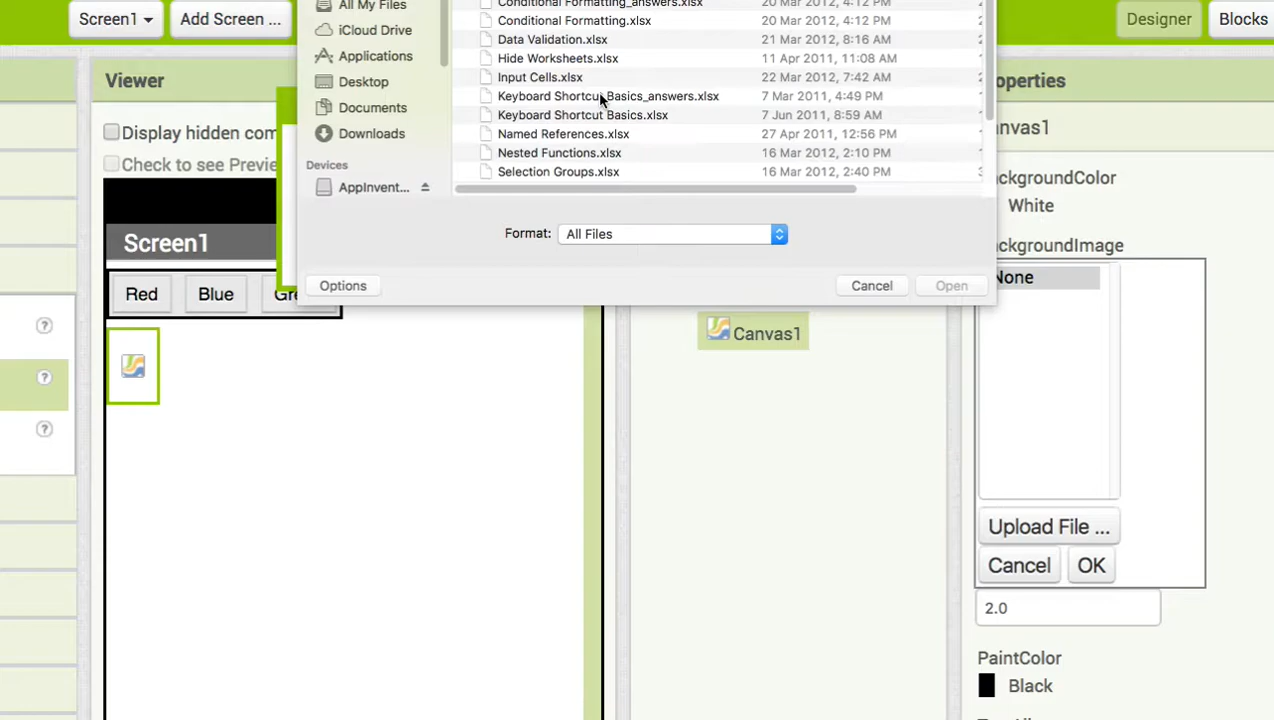 Screen1
Add Screen ...
Designer
Blocks
All My Files
iCloud Drive
Applications
Desktop
Documents
Downloads
Devices
AppInvent...
Conditional Formatting_answers.xlsx 20 Mar 2012, 4:12 PM
Conditional Formatting.xlsx 20 Mar 2012, 4:12 PM
Data Validation.xlsx 21 Mar 2012, 8:16 AM
Hide Worksheets.xlsx 11 Apr 2011, 11:08 AM
Input Cells.xlsx 22 Mar 2012, 7:42 AM
Keyboard Shortcut Basics_answers.xlsx 7 Mar 2011, 4:49 PM
Keyboard Shortcut Basics.xlsx 7 Jun 2011, 8:59 AM
Named References.xlsx 27 Apr 2011, 12:56 PM
Nested Functions.xlsx 16 Mar 2012, 2:10 PM
Selection Groups.xlsx 16 Mar 2012, 2:40 PM
Format: All Files
Options
Cancel
Open
Viewer
Display hidden com
Check to see Previe
Screen1
Red
Blue
Gre
Canvas1
operties
anvas1
ackgroundColor
White
ackgroundImage
None
Upload File ...
Cancel
OK
2.0
PaintColor
Black